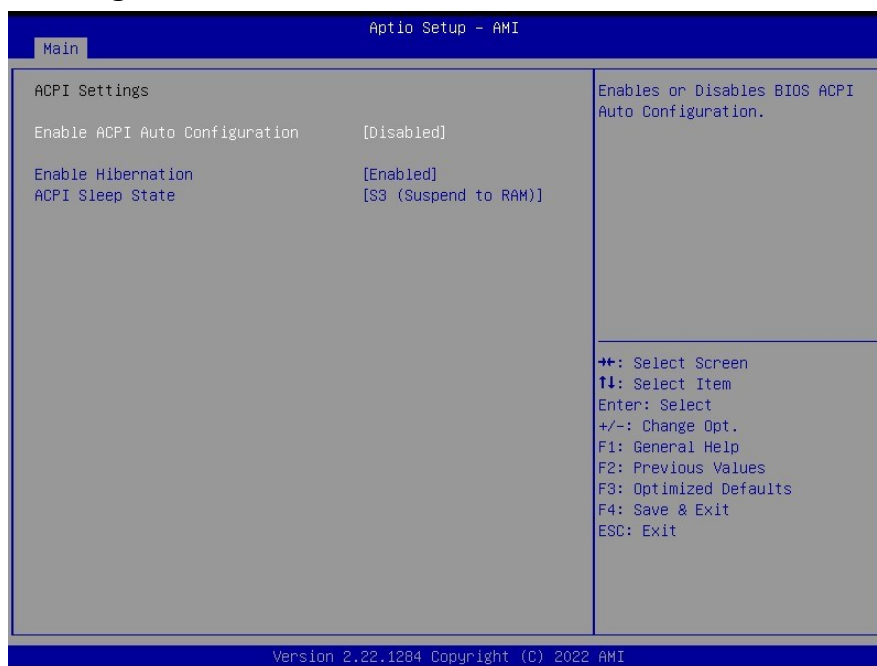 Aptio Setup – AMI
Main
ACPI Settings
Enable ACPI Auto Configuration [Disabled]
Enable Hibernation [Enabled]
ACPI Sleep State [S3 (Suspend to RAM)]
Enables or Disables BIOS ACPI
Auto Configuration.
→←: Select Screen
↑↓: Select Item
Enter: Select
+/-: Change Opt.
F1: General Help
F2: Previous Values
F3: Optimized Defaults
F4: Save & Exit
ESC: Exit
Version 2.22.1284 Copyright (C) 2022 AMI